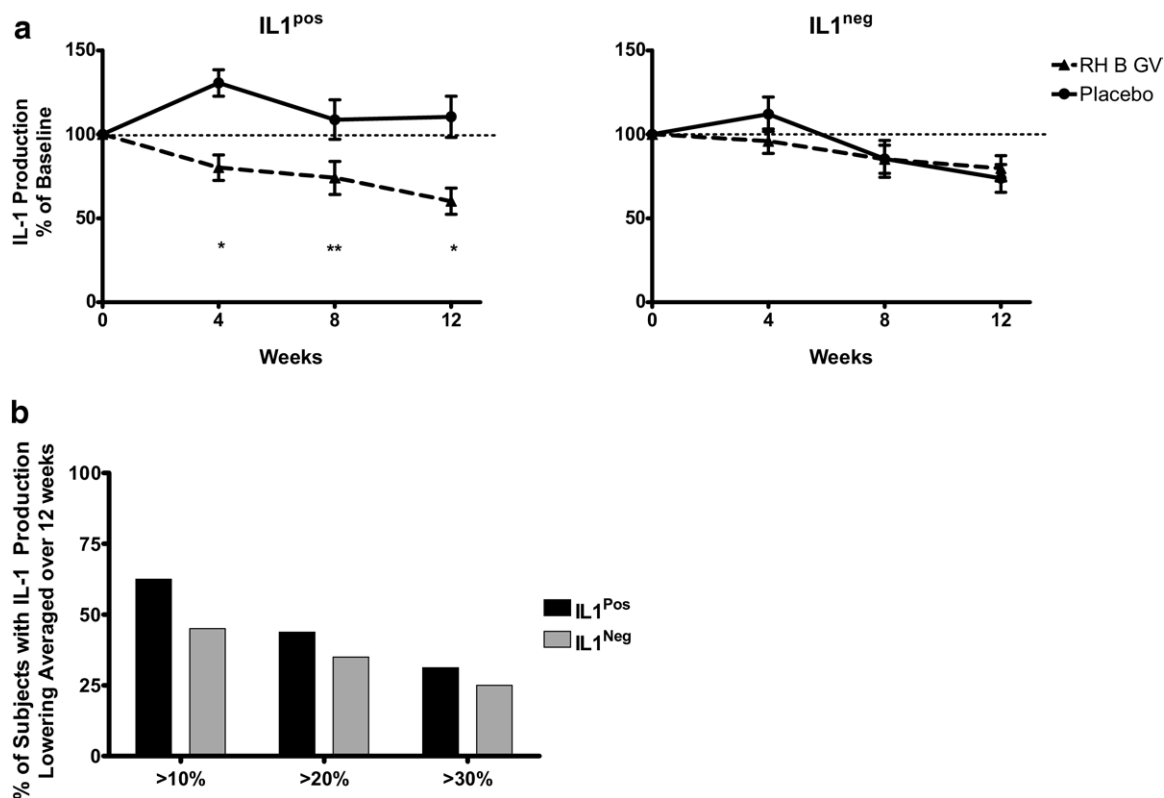 a
IL1pos
150
100
50
0
IL-1 Production
% of Baseline
* ** *
0 4 8 12
Weeks
IL1neg
150
100
50
0
0 4 8 12
Weeks
RH B GV
Placebo
b
% of Subjects with IL-1 Production
Lowering Averaged over 12 weeks
100
75
50
25
0
>10% >20% >30%
IL1Pos
IL1Neg